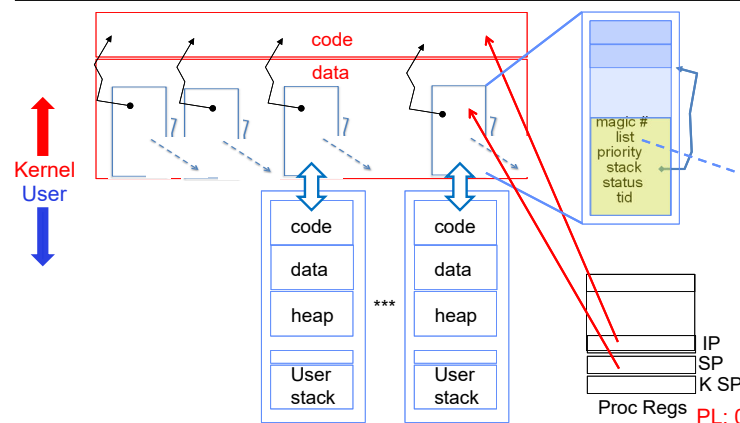 code
data
magic #
list
priority
stack
status
tid
Kernel
User
code
data
heap
User
stack
***
code
data
heap
User
stack
IP
SP
K SP
Proc Regs
PL: 0